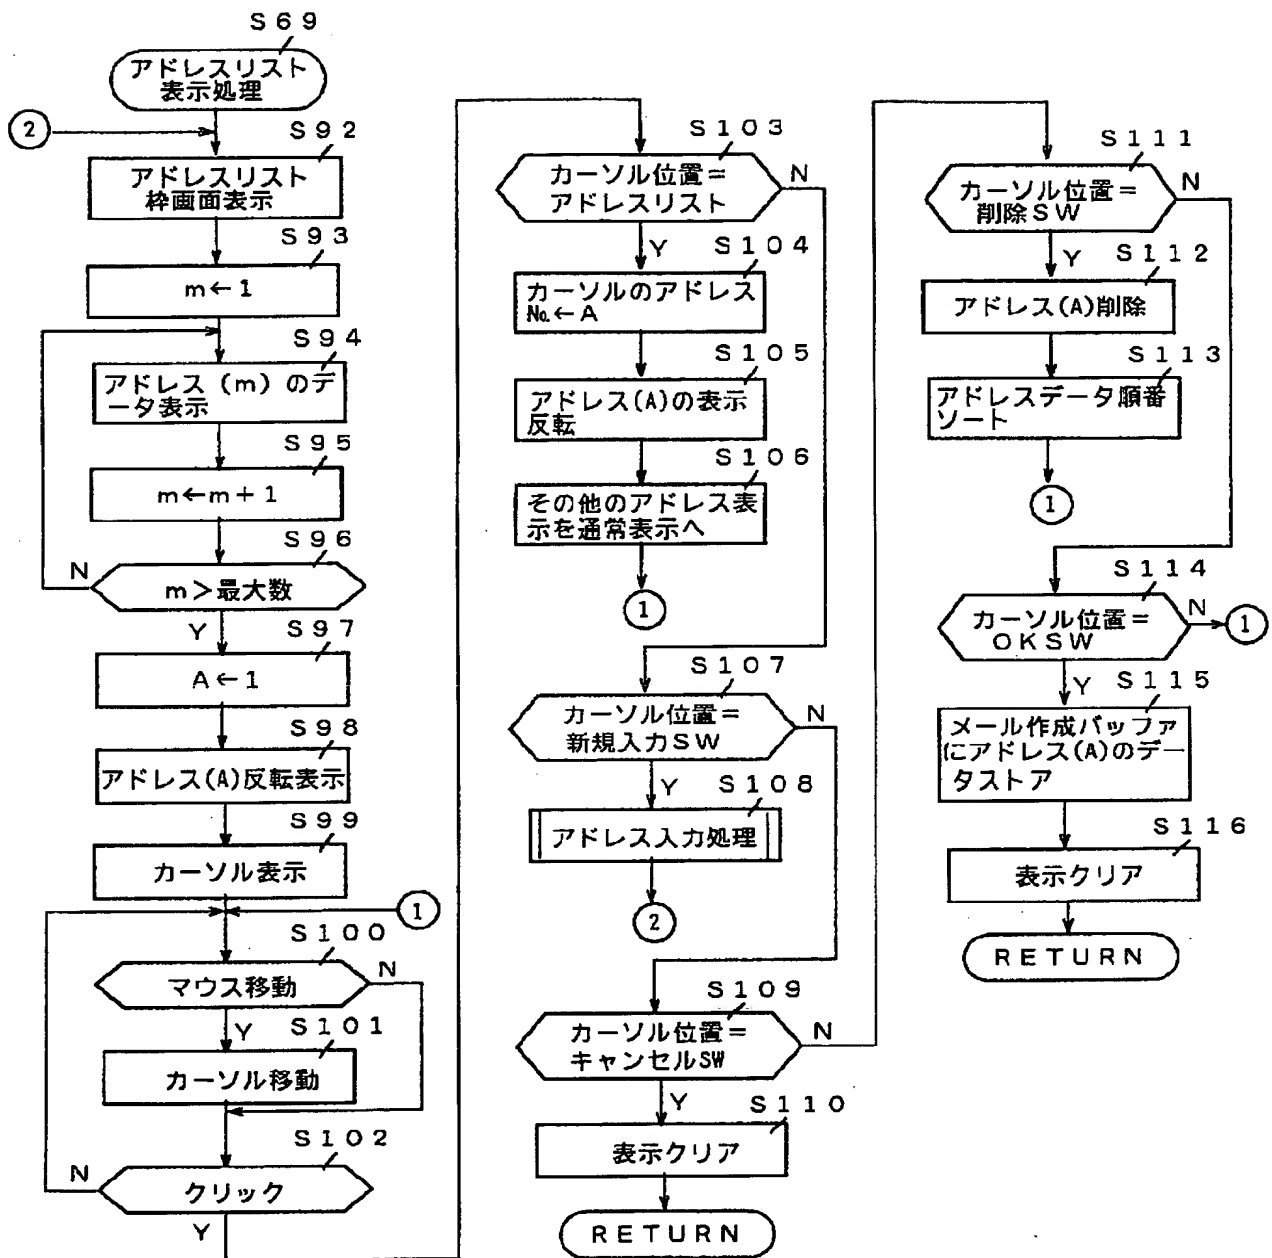 S69
アドレスリスト
表示処理
②
S92
アドレスリスト
枠画面表示
S93
m←1
S94
アドレス(m)のデ
ータ表示
S95
m←m+1
S96
N
m>最大数
Y
S97
A←1
S98
アドレス(A)反転表示
S99
カーソル表示
①
S100
マウス移動
N
Y
S101
カーソル移動
S102
N
クリック
Y
S103
カーソル位置=
アドレスリスト
N
Y
S104
カーソルのアドレス
№←A
S105
アドレス(A)の表示
反転
S106
その他のアドレス表
示を通常表示へ
①
S107
カーソル位置=
新規入力SW
N
Y
S108
アドレス入力処理
②
S109
カーソル位置=
キャンセルSW
N
Y
S110
表示クリア
RETURN
S111
カーソル位置=
削除SW
N
Y
S112
アドレス(A)削除
S113
アドレスデータ順番
ソート
①
S114
カーソル位置=
OKSW
N
①
Y
S115
メール作成バッファ
にアドレス(A)のデー
タストア
S116
表示クリア
RETURN